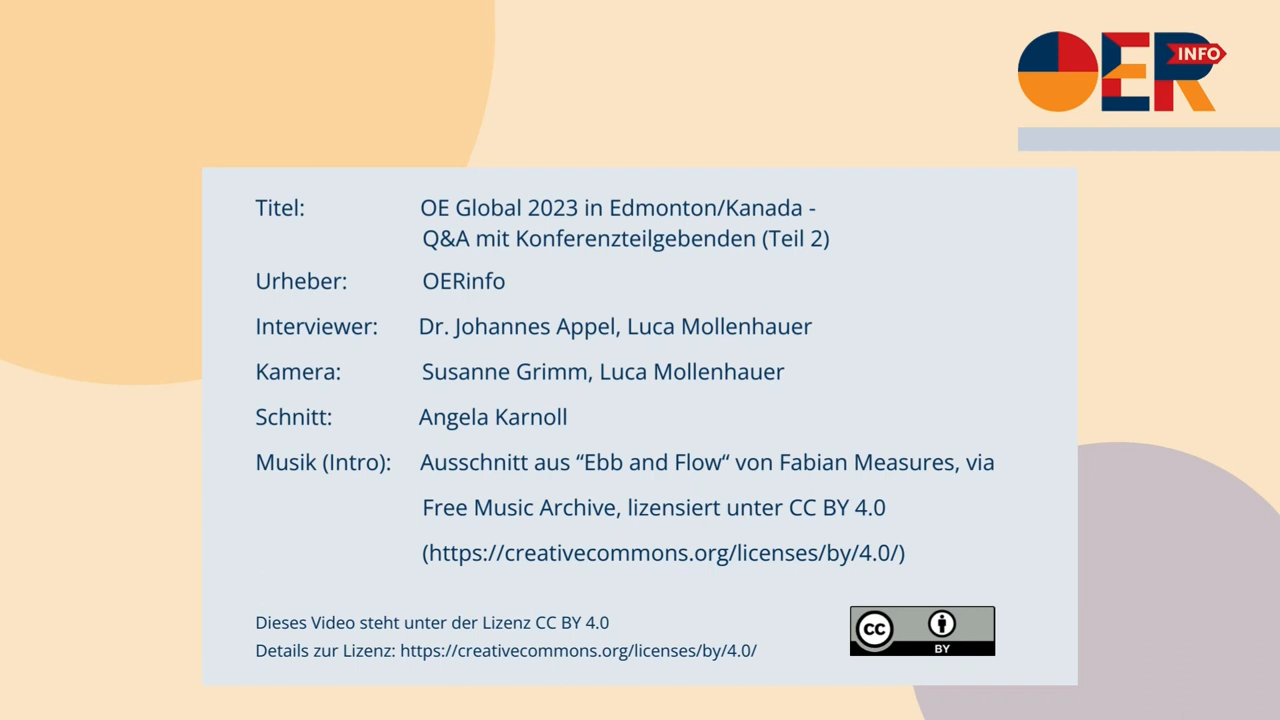 OER INFO
Titel: OE Global 2023 in Edmonton/Kanada -
Q&A mit Konferenzteilgebenden (Teil 2)
Urheber: OERinfo
Interviewer: Dr. Johannes Appel, Luca Mollenhauer
Kamera: Susanne Grimm, Luca Mollenhauer
Schnitt: Angela Karnoll
Musik (Intro): Ausschnitt aus “Ebb and Flow“ von Fabian Measures, via
Free Music Archive, lizensiert unter CC BY 4.0
(https://creativecommons.org/licenses/by/4.0/)
Dieses Video steht unter der Lizenz CC BY 4.0
Details zur Lizenz: https://creativecommons.org/licenses/by/4.0/
cc
BY